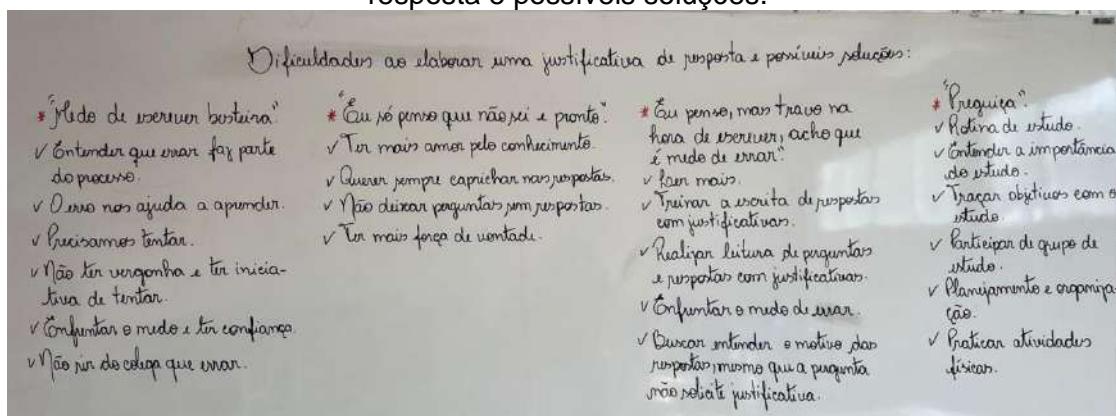 resposta e possíveis soluções.
Dificuldades ao elaborar uma justificativa de resposta e possíveis soluções:
* "Medo de escrever besteira".
✓ Entender que errar faz parte
do processo.
✓ O erro nos ajuda a aprender.
✓ Precisamos tentar.
✓ Não ter vergonha e ter inicia-
tiva de tentar.
✓ Enfrentar o medo e ter confiança.
✓ Não rir do colega que errar.
* "Eu só penso que não sei e pronto".
✓ Ter mais amor pelo conhecimento.
✓ Querer sempre caprichar nas respostas.
✓ Não deixar perguntas sem respostas.
✓ Ter mais força de vontade.
* "Eu penso, mas travo na
hora de escrever, acho que
é medo de errar".
✓ Ler mais.
✓ Treinar a escrita de respostas
com justificativas.
✓ Realizar leitura de perguntas
e respostas com justificativas.
✓ Enfrentar o medo de errar.
✓ Buscar entender o motivo das
respostas, mesmo que a pergunta
não solicite justificativa.
* "Preguiça".
✓ Rotina de estudo.
✓ Entender a importância
do estudo.
✓ Traçar objetivos com o
estudo.
✓ Participar de grupo de
estudo.
✓ Planejamento e organiza-
ção.
✓ Praticar atividades
físicas.